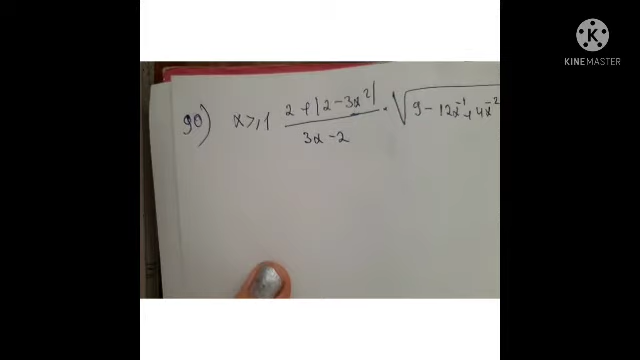 K
KINEMASTER
90) x>,1 (2+|2-3x²|)/(3x-2) · √(9-12x⁻¹+4x⁻²)